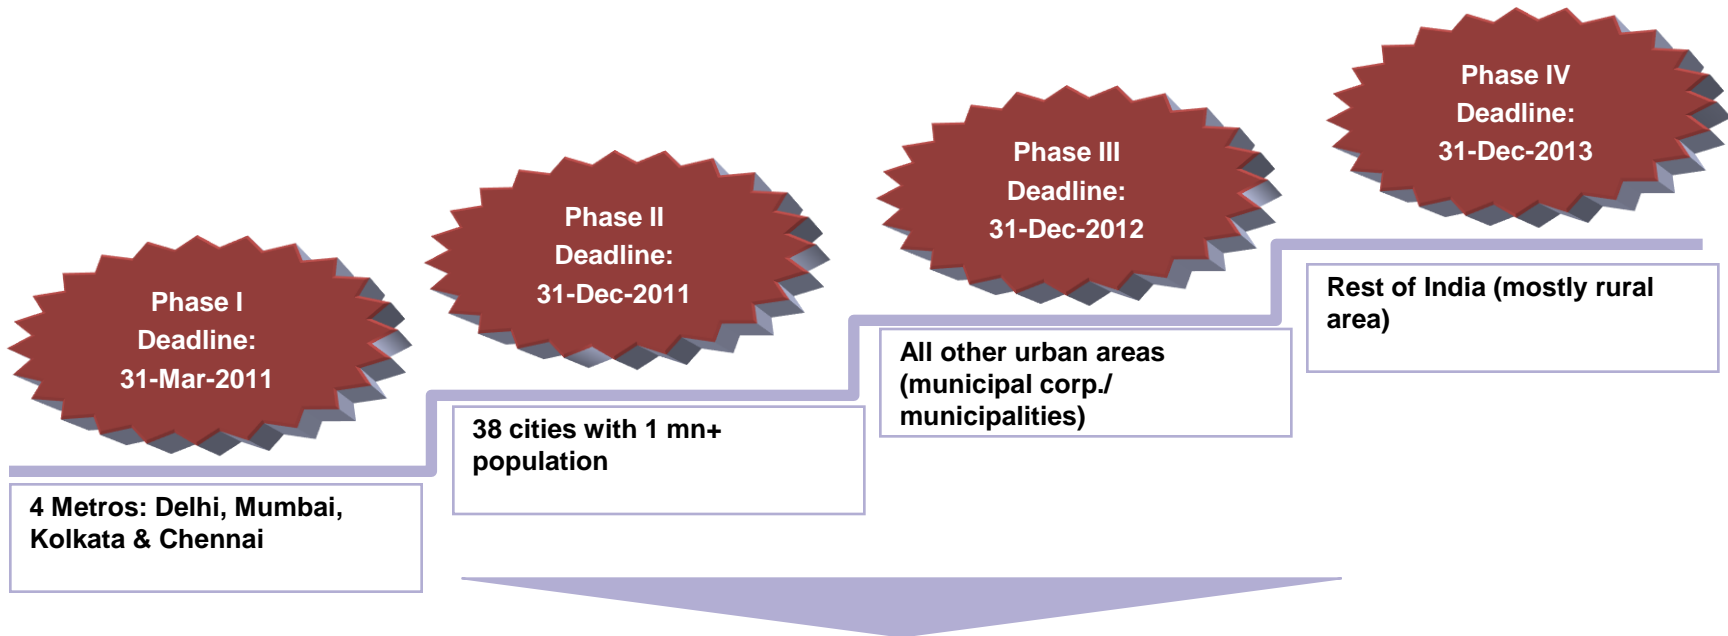 Phase I
Deadline:
31-Mar-2011
4 Metros: Delhi, Mumbai,
Kolkata & Chennai
Phase II
Deadline:
31-Dec-2011
38 cities with 1 mn+
population
Phase III
Deadline:
31-Dec-2012
All other urban areas
(municipal corp./
municipalities)
Phase IV
Deadline:
31-Dec-2013
Rest of India (mostly rural
area)